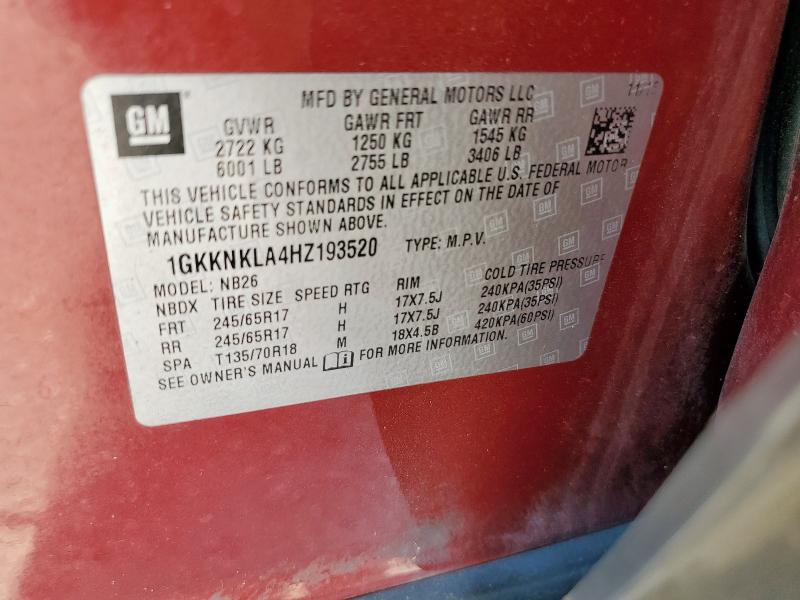 GM
MFD BY GENERAL MOTORS LLC
GVWR GAWR FRT GAWR RR
2722 KG 1250 KG 1545 KG
6001 LB 2755 LB 3406 LB
THIS VEHICLE CONFORMS TO ALL APPLICABLE U.S. FEDERAL MOTOR
VEHICLE SAFETY STANDARDS IN EFFECT ON THE DATE OF
MANUFACTURE SHOWN ABOVE.
1GKKNKLA4HZ193520 TYPE: M.P.V.
MODEL: NB26
NBDX TIRE SIZE SPEED RTG RIM COLD TIRE PRESSURE
FRT 245/65R17 H 17X7.5J 240KPA(35PSI)
RR 245/65R17 H 17X7.5J 240KPA(35PSI)
SPA T135/70R18 M 18X4.5B 420KPA(60PSI)
SEE OWNER'S MANUAL FOR MORE INFORMATION.